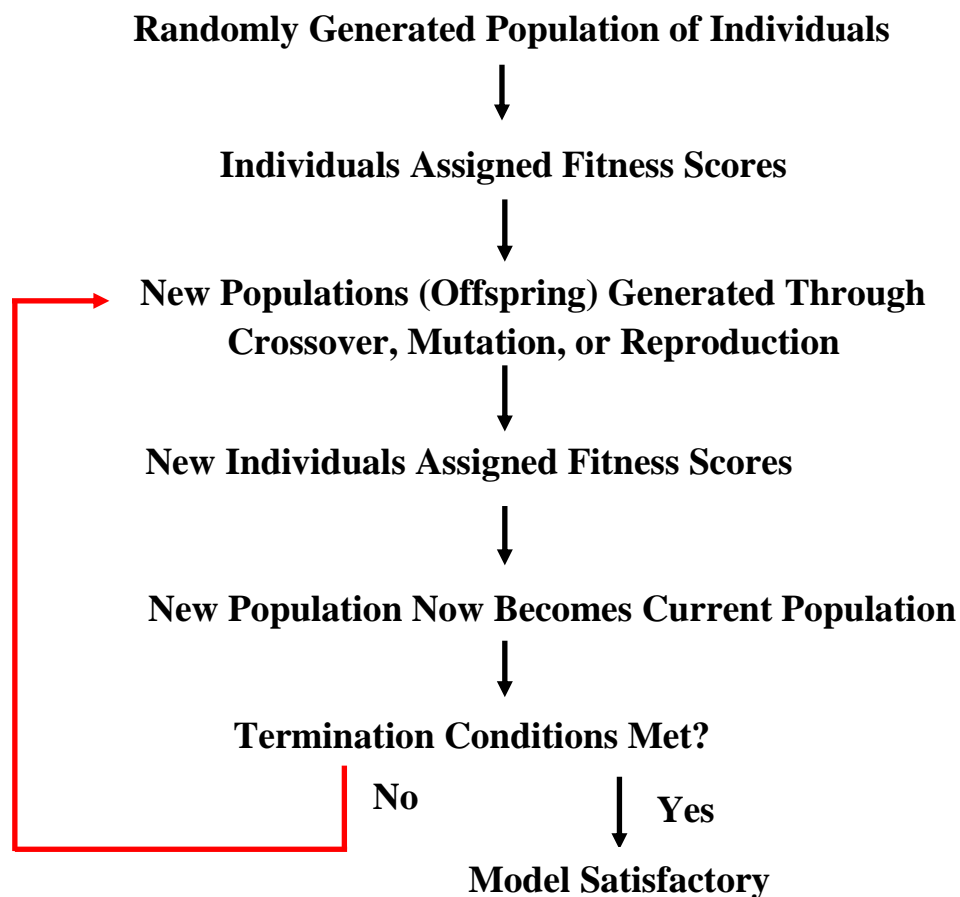 Randomly Generated Population of Individuals
Individuals Assigned Fitness Scores
New Populations (Offspring) Generated Through
Crossover, Mutation, or Reproduction
New Individuals Assigned Fitness Scores
New Population Now Becomes Current Population
Termination Conditions Met?
No
Yes
Model Satisfactory